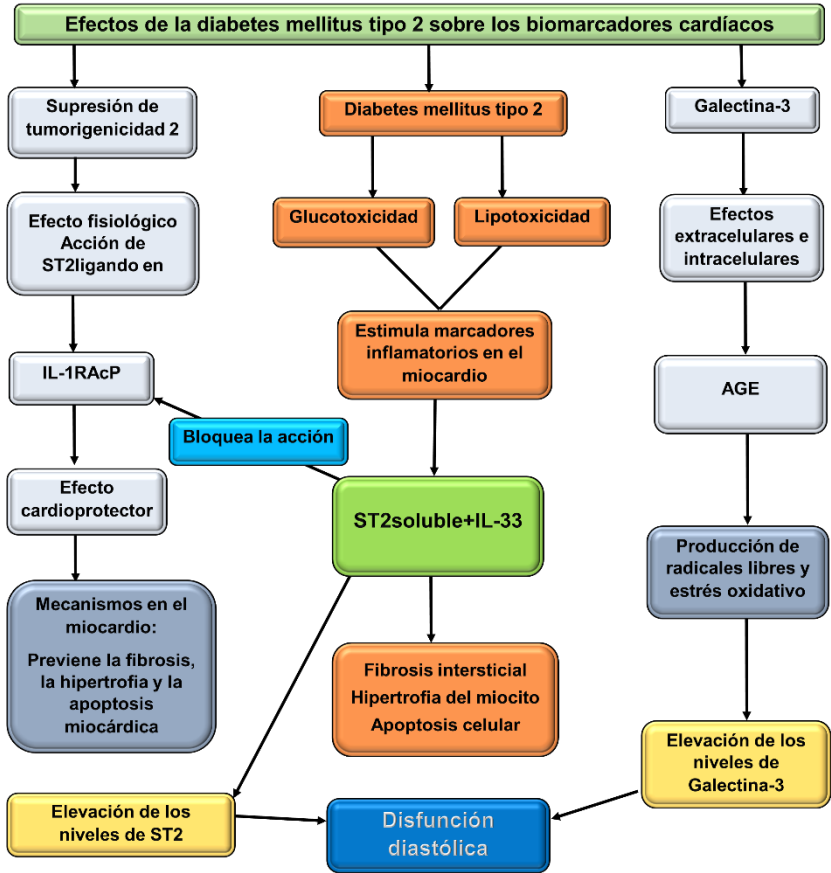 Efectos de la diabetes mellitus tipo 2 sobre los biomarcadores cardíacos
Supresión de
tumorigenicidad 2
Diabetes mellitus tipo 2
Galectina-3
Efecto fisiológico
Acción de
ST2ligando en
Glucotoxicidad
Lipotoxicidad
Efectos
extracelulares e
intracelulares
IL-1RAcP
Estimula marcadores
inflamatorios en el
miocardio
AGE
Bloquea la acción
Efecto
cardioprotector
ST2soluble+IL-33
Producción de
radicales libres y
estrés oxidativo
Mecanismos en el
miocardio:
Previene la fibrosis,
la hipertrofia y la
apoptosis
miocárdica
Fibrosis intersticial
Hipertrofia del miocito
Apoptosis celular
Elevación de los
niveles de
Galectina-3
Elevación de los
niveles de ST2
Disfunción
diastólica